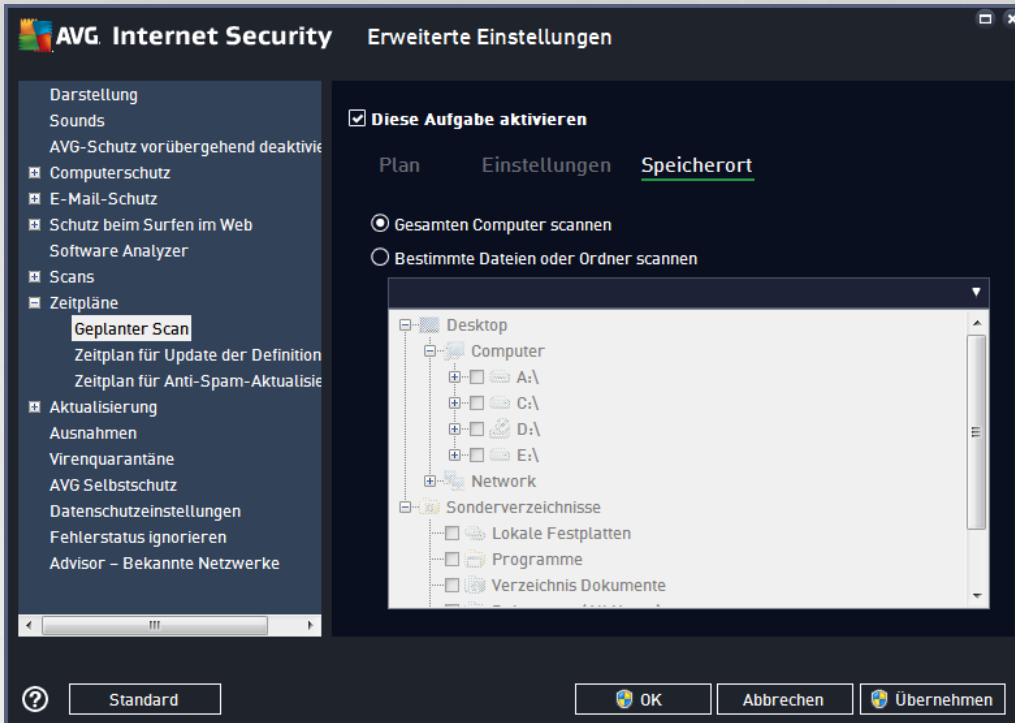 AVG Internet Security
Erweiterte Einstellungen
Darstellung
Sounds
AVG-Schutz vorübergehend deaktivie
Computerschutz
E-Mail-Schutz
Schutz beim Surfen im Web
Software Analyzer
Scans
Zeitpläne
Geplanter Scan
Zeitplan für Update der Definition
Zeitplan für Anti-Spam-Aktualisie
Aktualisierung
Ausnahmen
Virenquarantäne
AVG Selbstschutz
Datenschutzeinstellungen
Fehlerstatus ignorieren
Advisor – Bekannte Netzwerke
Diese Aufgabe aktivieren
Plan Einstellungen Speicherort
Gesamten Computer scannen
Bestimmte Dateien oder Ordner scannen
Desktop
Computer
A:\
C:\
D:\
E:\
Network
Sonderverzeichnisse
Lokale Festplatten
Programme
Verzeichnis Dokumente
Standard
OK
Abbrechen
Übernehmen